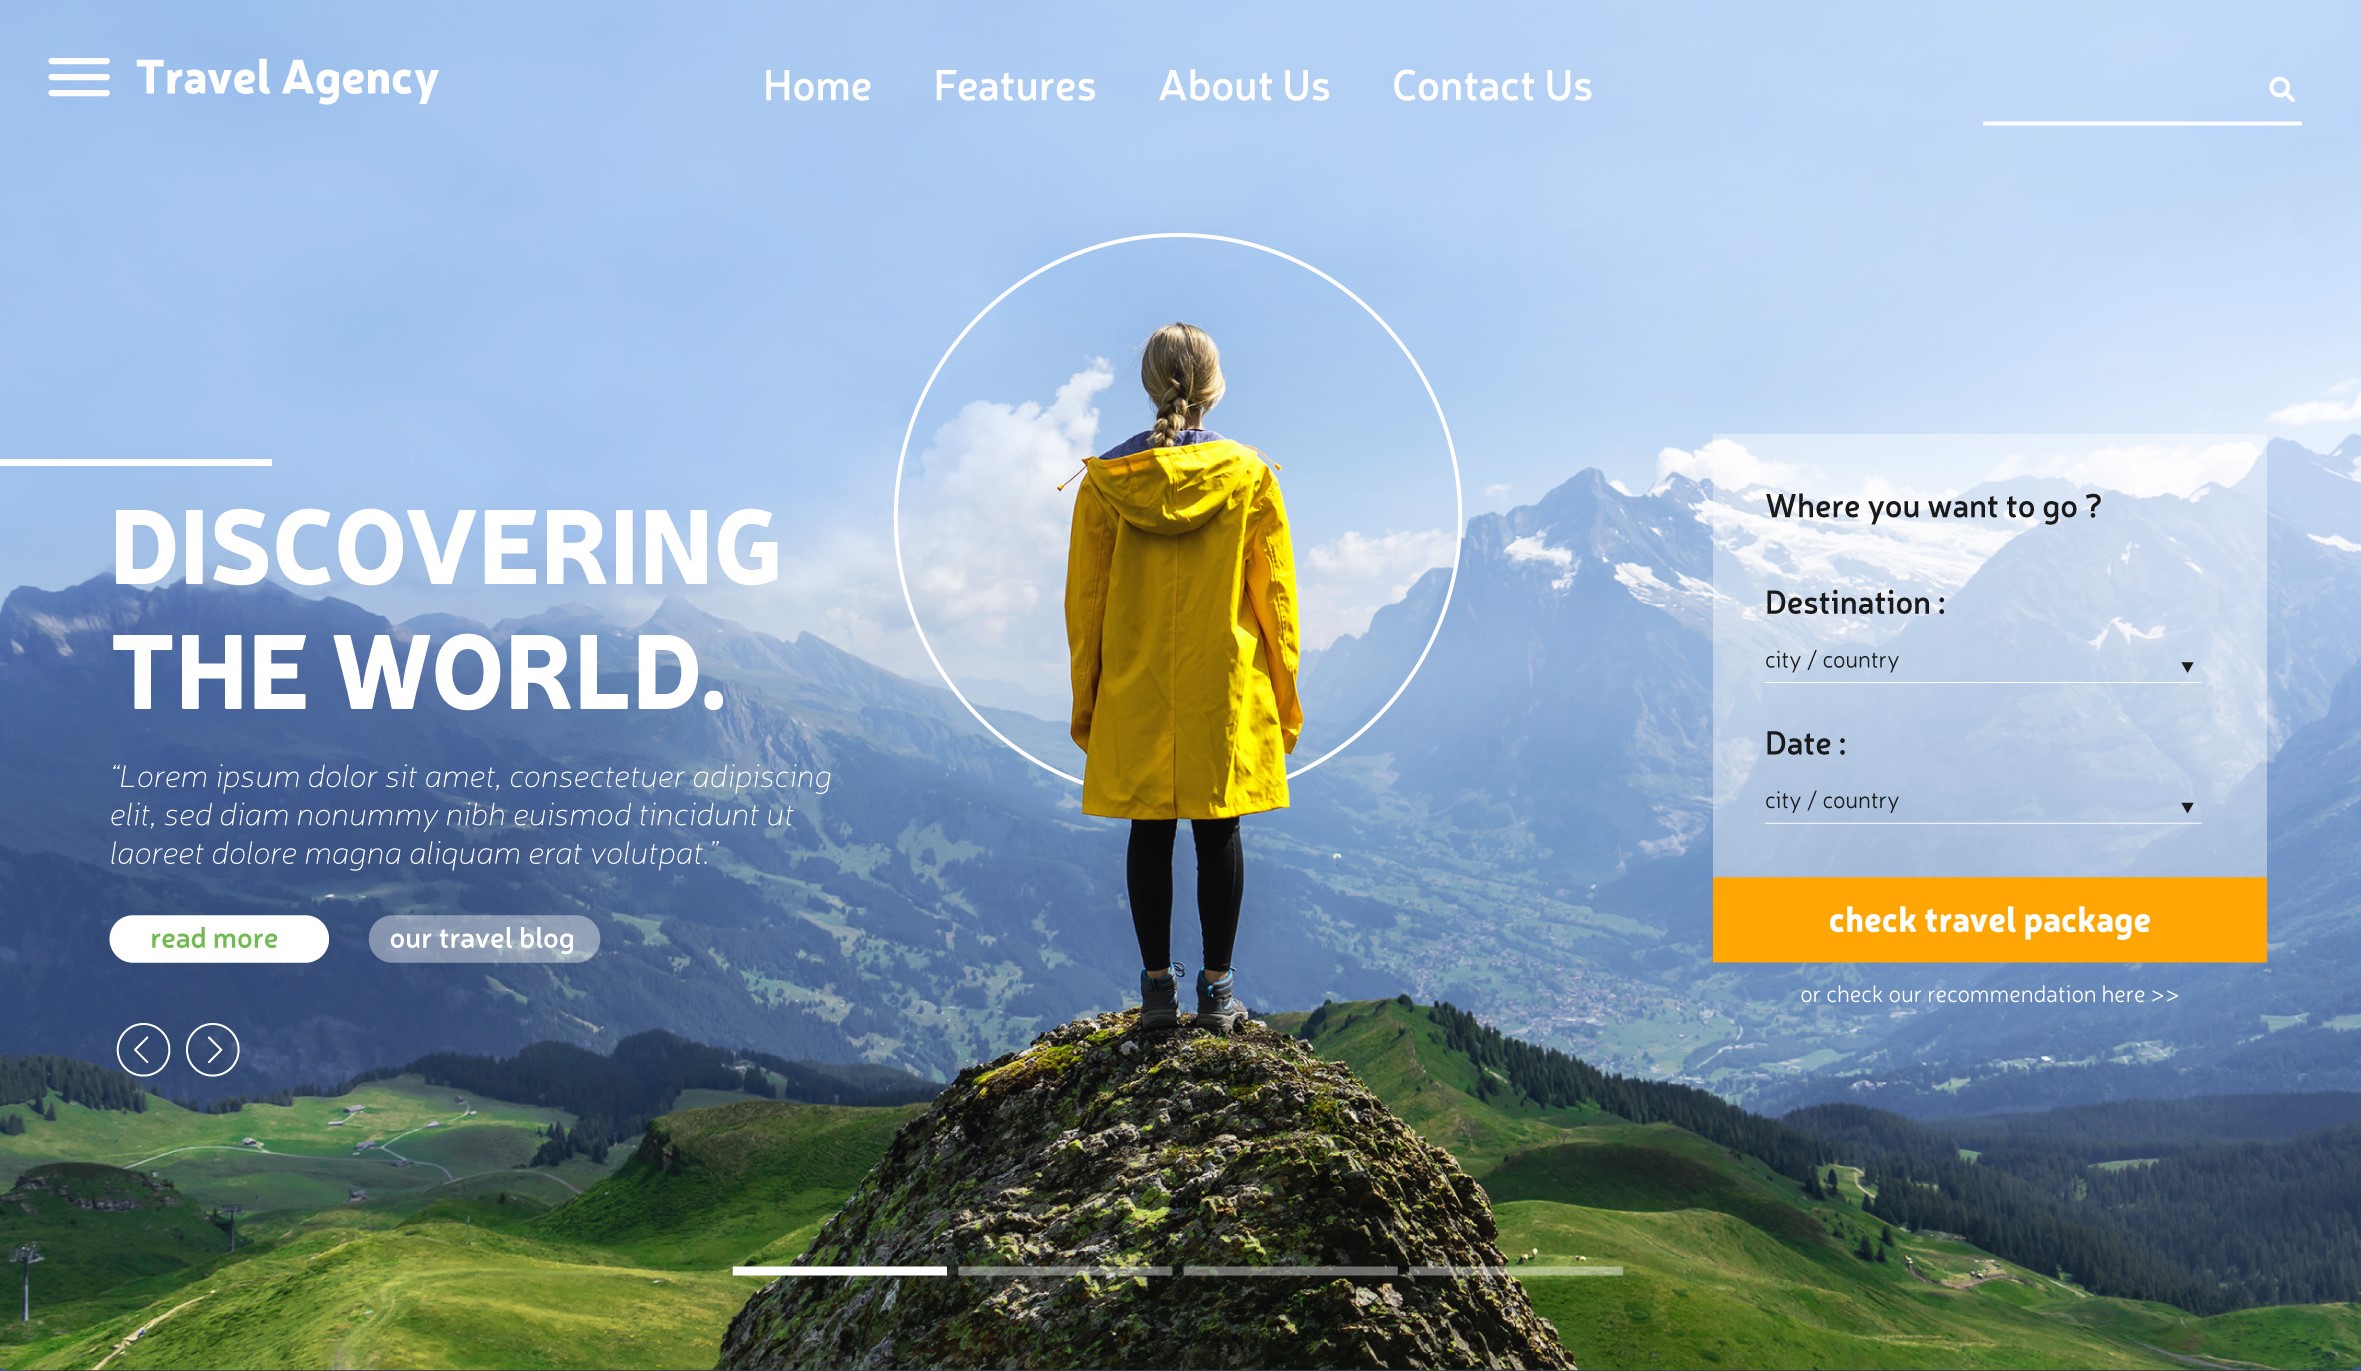 Travel Agency
Home Features About Us Contact Us
DISCOVERING
THE WORLD.
“Lorem ipsum dolor sit amet, consectetuer adipiscing
elit, sed diam nonummy nibh euismod tincidunt ut
laoreet dolore magna aliquam erat volutpat.”
read more
our travel blog
Where you want to go ?
Destination :
city / country
Date :
city / country
check travel package
or check our recommendation here >>